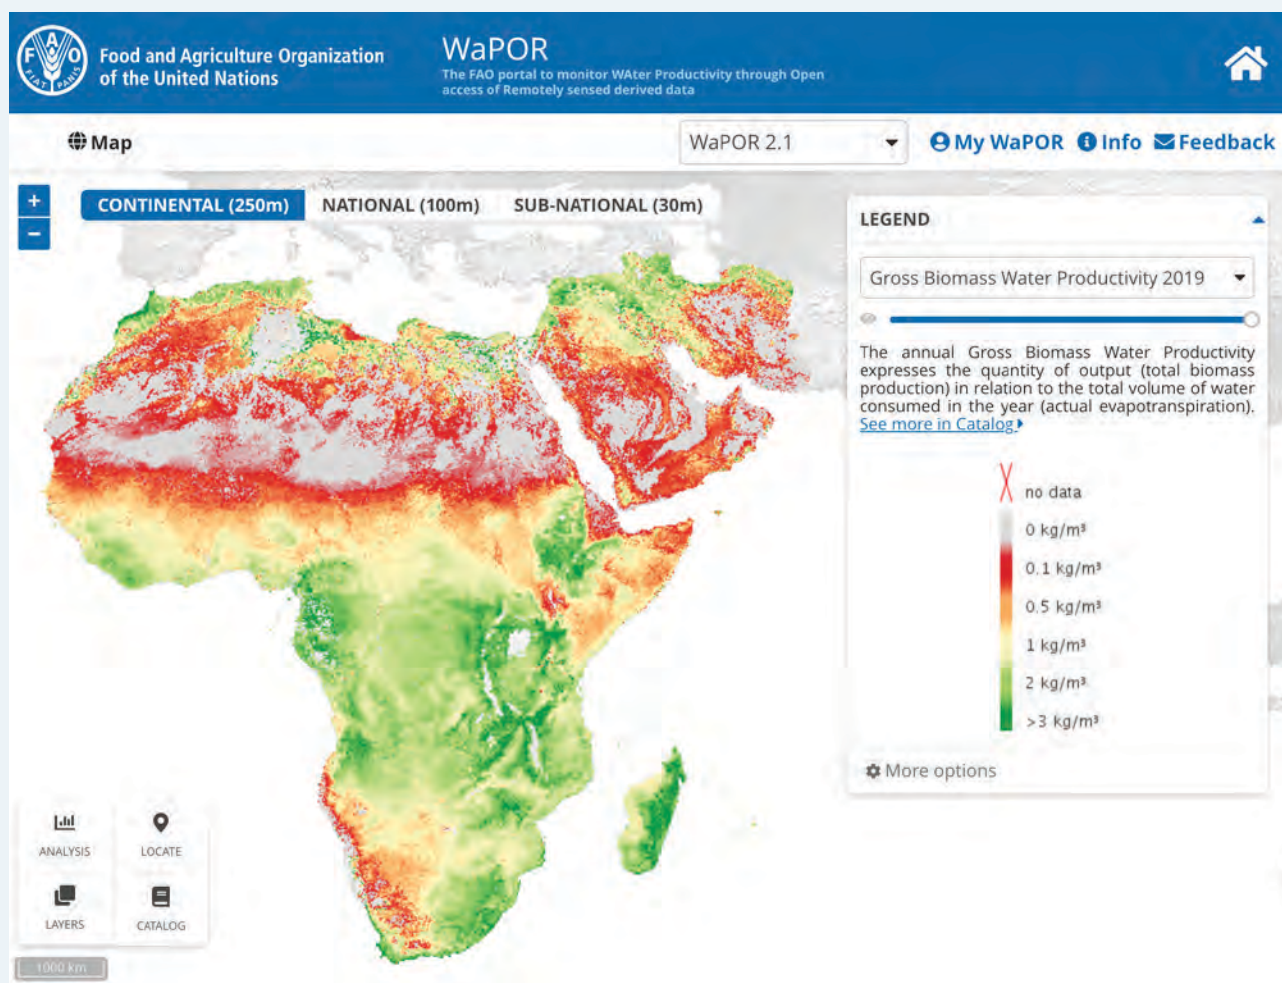 FAO
FIAT PANIS
Food and Agriculture Organization
of the United Nations
WaPOR
The FAO portal to monitor WAter Productivity through Open
access of Remotely sensed derived data
Map
WaPOR 2.1
My WaPOR
Info
Feedback
+
−
CONTINENTAL (250m)
NATIONAL (100m)
SUB-NATIONAL (30m)
LEGEND
Gross Biomass Water Productivity 2019
The annual Gross Biomass Water Productivity
expresses the quantity of output (total biomass
production) in relation to the total volume of water
consumed in the year (actual evapotranspiration).
See more in Catalog
no data
0 kg/m³
0.1 kg/m³
0.5 kg/m³
1 kg/m³
2 kg/m³
>3 kg/m³
More options
ANALYSIS
LOCATE
LAYERS
CATALOG
1000 km